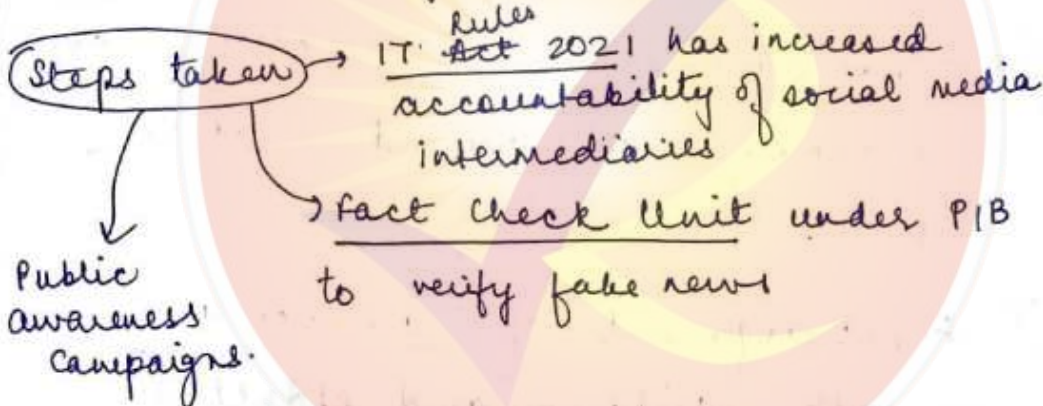 Steps taken
IT Act Rules 2021 has increased
accountability of social media
intermediaries
Fact Check Unit under PIB
to verify fake news
Public
awareness
Campaigns.